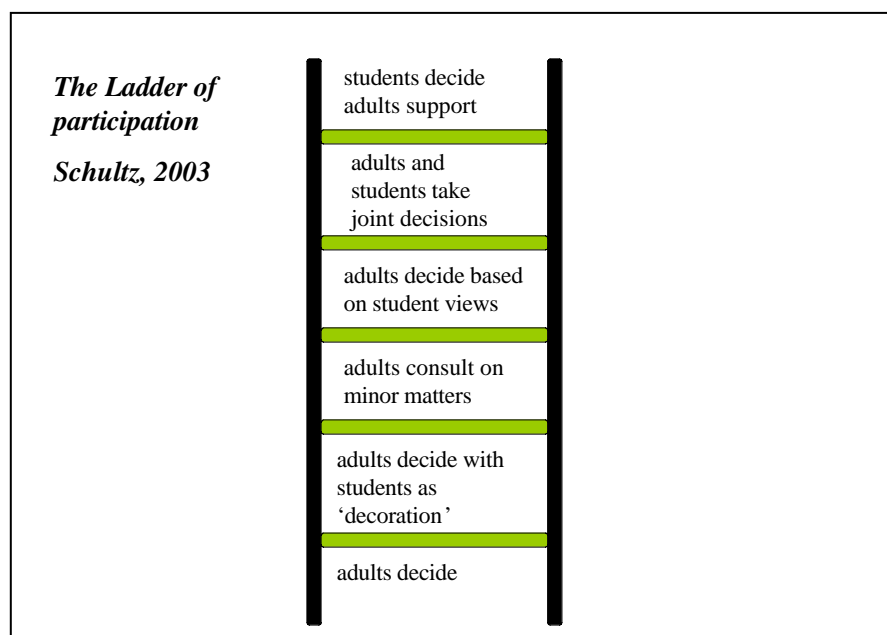 The Ladder of
participation
Schultz, 2003
students decide
adults support
adults and
students take
joint decisions
adults decide based
on student views
adults consult on
minor matters
adults decide with
students as
‘decoration’
adults decide